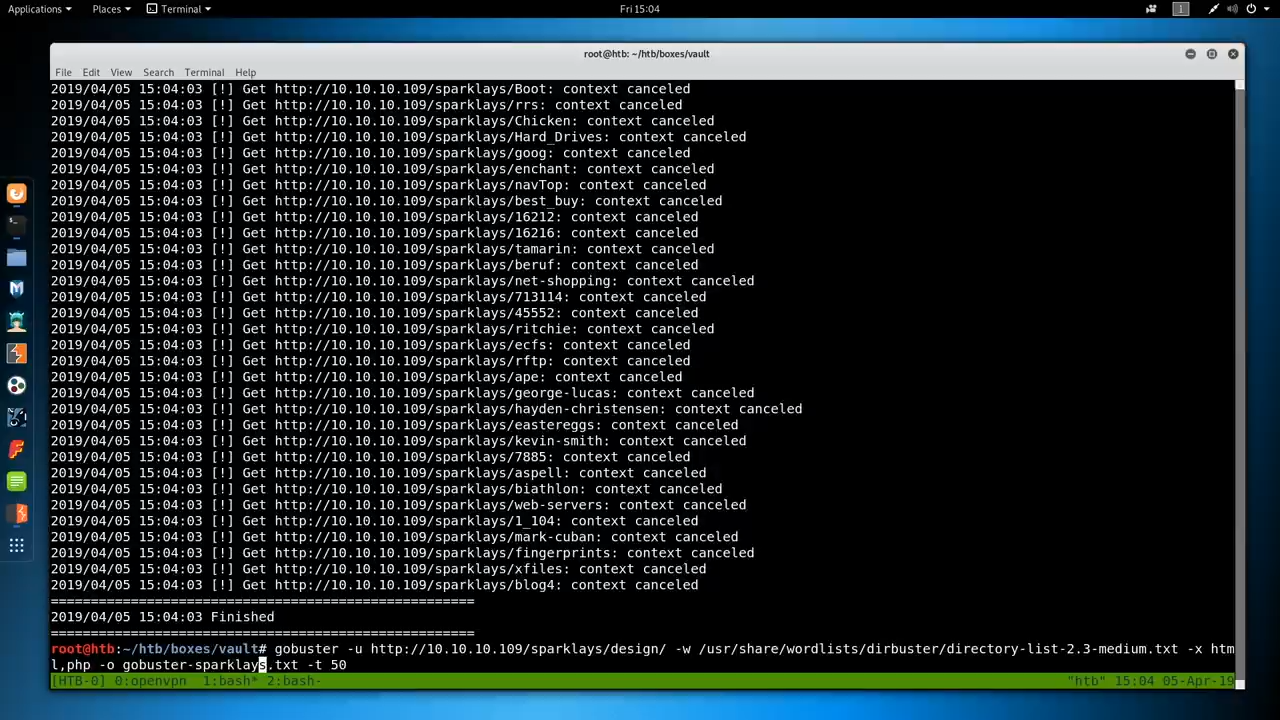 Applications Places Terminal Fri 15:04 1
root@htb: ~/htb/boxes/vault
File Edit View Search Terminal Help
2019/04/05 15:04:03 [!] Get http://10.10.10.109/sparklays/Boot: context canceled
2019/04/05 15:04:03 [!] Get http://10.10.10.109/sparklays/rrs: context canceled
2019/04/05 15:04:03 [!] Get http://10.10.10.109/sparklays/Chicken: context canceled
2019/04/05 15:04:03 [!] Get http://10.10.10.109/sparklays/Hard_Drives: context canceled
2019/04/05 15:04:03 [!] Get http://10.10.10.109/sparklays/goog: context canceled
2019/04/05 15:04:03 [!] Get http://10.10.10.109/sparklays/enchant: context canceled
2019/04/05 15:04:03 [!] Get http://10.10.10.109/sparklays/navTop: context canceled
2019/04/05 15:04:03 [!] Get http://10.10.10.109/sparklays/best_buy: context canceled
2019/04/05 15:04:03 [!] Get http://10.10.10.109/sparklays/16212: context canceled
2019/04/05 15:04:03 [!] Get http://10.10.10.109/sparklays/16216: context canceled
2019/04/05 15:04:03 [!] Get http://10.10.10.109/sparklays/tamarin: context canceled
2019/04/05 15:04:03 [!] Get http://10.10.10.109/sparklays/beruf: context canceled
2019/04/05 15:04:03 [!] Get http://10.10.10.109/sparklays/net-shopping: context canceled
2019/04/05 15:04:03 [!] Get http://10.10.10.109/sparklays/713114: context canceled
2019/04/05 15:04:03 [!] Get http://10.10.10.109/sparklays/45552: context canceled
2019/04/05 15:04:03 [!] Get http://10.10.10.109/sparklays/ritchie: context canceled
2019/04/05 15:04:03 [!] Get http://10.10.10.109/sparklays/ecfs: context canceled
2019/04/05 15:04:03 [!] Get http://10.10.10.109/sparklays/rftp: context canceled
2019/04/05 15:04:03 [!] Get http://10.10.10.109/sparklays/ape: context canceled
2019/04/05 15:04:03 [!] Get http://10.10.10.109/sparklays/george-lucas: context canceled
2019/04/05 15:04:03 [!] Get http://10.10.10.109/sparklays/hayden-christensen: context canceled
2019/04/05 15:04:03 [!] Get http://10.10.10.109/sparklays/eastereggs: context canceled
2019/04/05 15:04:03 [!] Get http://10.10.10.109/sparklays/kevin-smith: context canceled
2019/04/05 15:04:03 [!] Get http://10.10.10.109/sparklays/7885: context canceled
2019/04/05 15:04:03 [!] Get http://10.10.10.109/sparklays/aspell: context canceled
2019/04/05 15:04:03 [!] Get http://10.10.10.109/sparklays/biathlon: context canceled
2019/04/05 15:04:03 [!] Get http://10.10.10.109/sparklays/web-servers: context canceled
2019/04/05 15:04:03 [!] Get http://10.10.10.109/sparklays/1_104: context canceled
2019/04/05 15:04:03 [!] Get http://10.10.10.109/sparklays/mark-cuban: context canceled
2019/04/05 15:04:03 [!] Get http://10.10.10.109/sparklays/fingerprints: context canceled
2019/04/05 15:04:03 [!] Get http://10.10.10.109/sparklays/xfiles: context canceled
2019/04/05 15:04:03 [!] Get http://10.10.10.109/sparklays/blog4: context canceled
=====================================================
2019/04/05 15:04:03 Finished
=====================================================
root@htb:~/htb/boxes/vault# gobuster -u http://10.10.10.109/sparklays/design/ -w /usr/share/wordlists/dirbuster/directory-list-2.3-medium.txt -x htm
l,php -o gobuster-sparklays.txt -t 50
[HTB-0] 0:openvpn 1:bash* 2:bash- "htb" 15:04 05-Apr-19